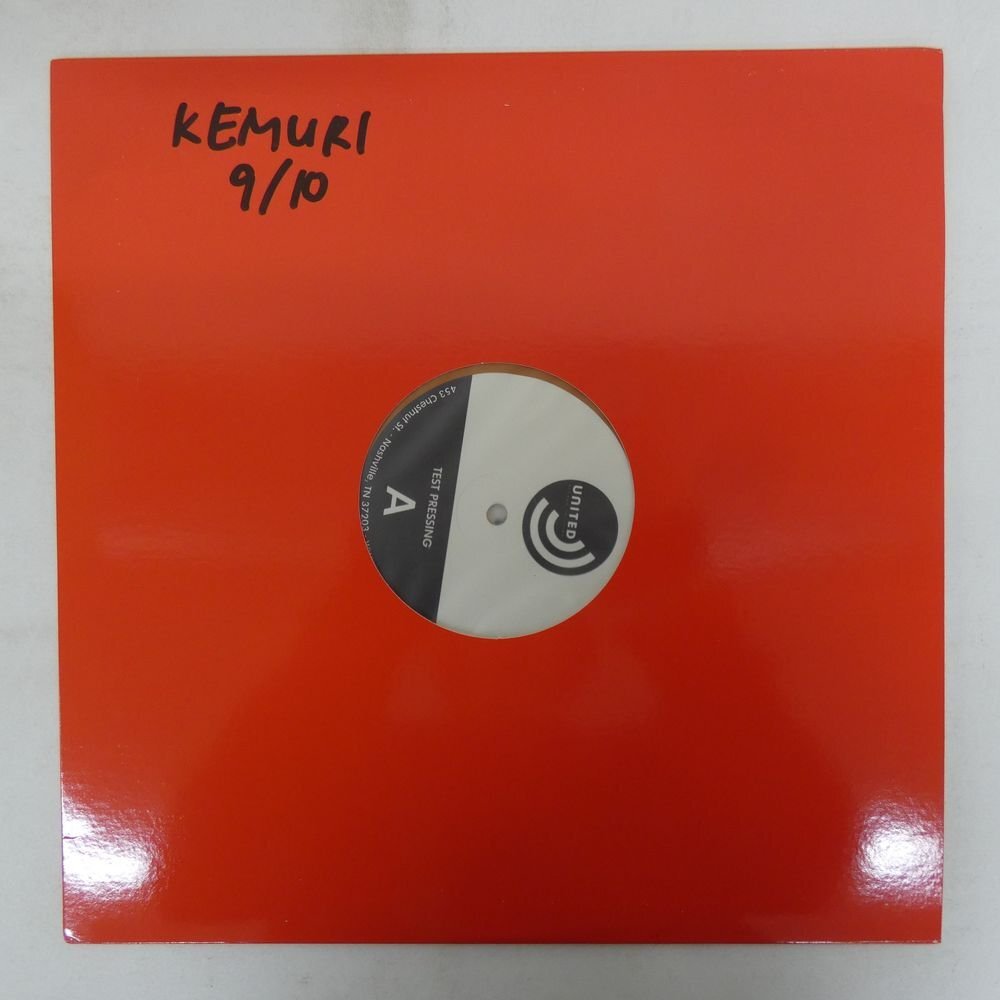 KEMURI
9/10
UNITED
TEST PRESSING
A
453 Chestnut St. · Nashville, TN 37203 ·